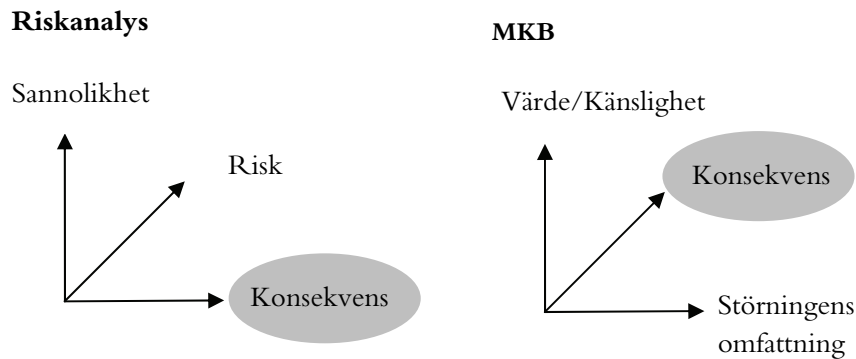 Riskanalys
Sannolikhet
Risk
Konsekvens
MKB
Värde/Känslighet
Konsekvens
Störningens
omfattning